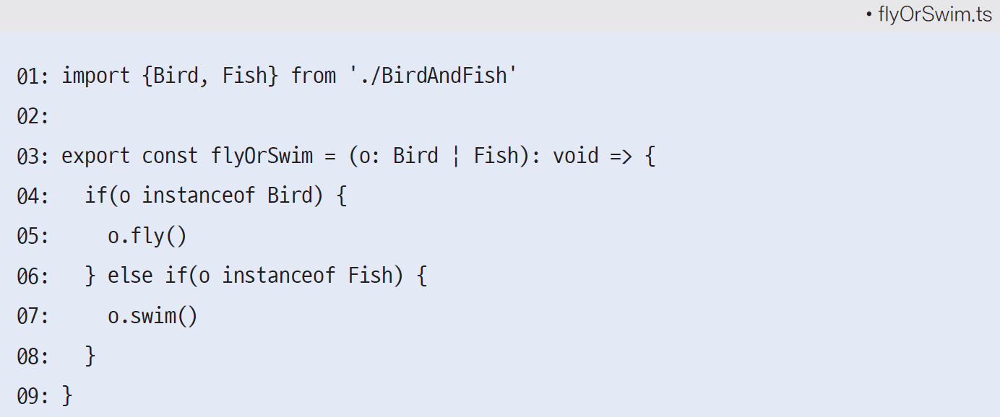 • flyOrSwim.ts
01: import {Bird, Fish} from './BirdAndFish'
02:
03: export const flyOrSwim = (o: Bird ¦ Fish): void => {
04:   if(o instanceof Bird) {
05:     o.fly()
06:   } else if(o instanceof Fish) {
07:     o.swim()
08:   }
09: }